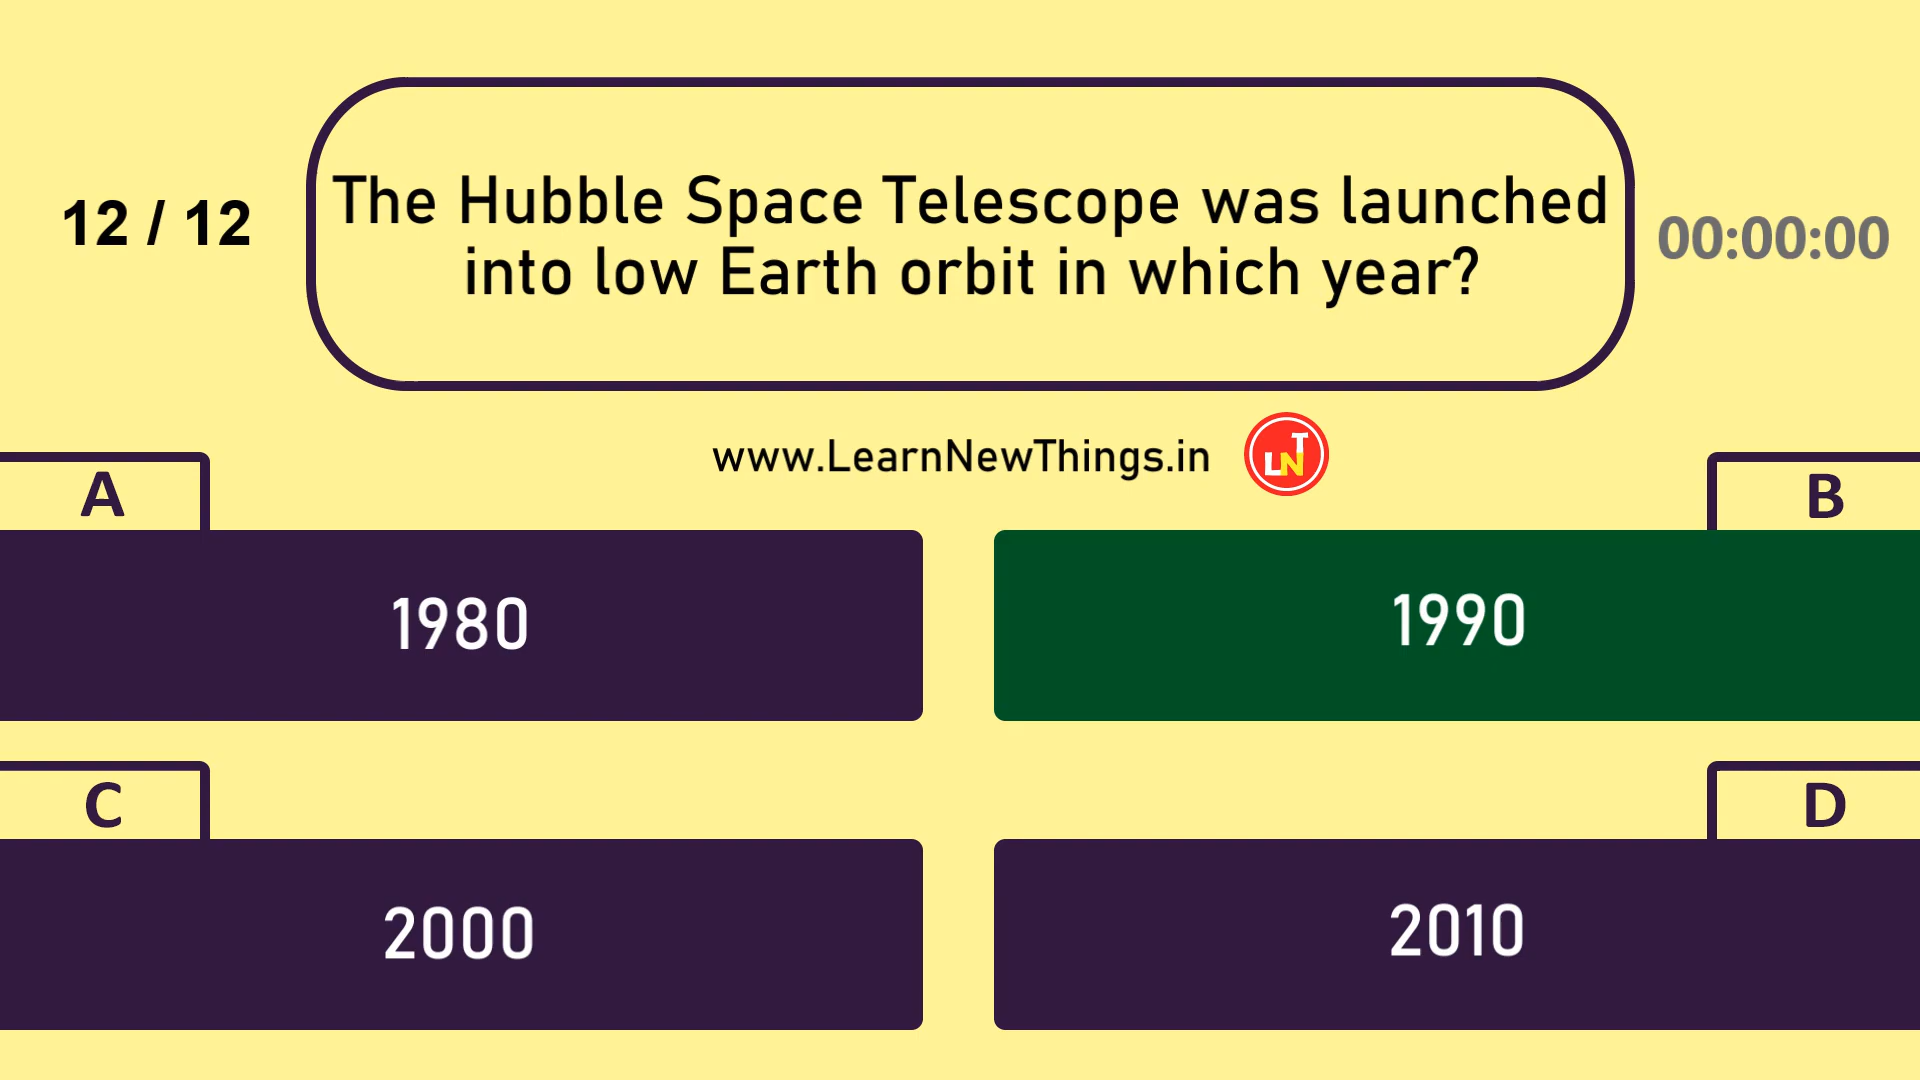 12 / 12
The Hubble Space Telescope was launched
into low Earth orbit in which year?
00:00:00
www.LearnNewThings.in
LNT
A
B
1980
1990
C
D
2000
2010